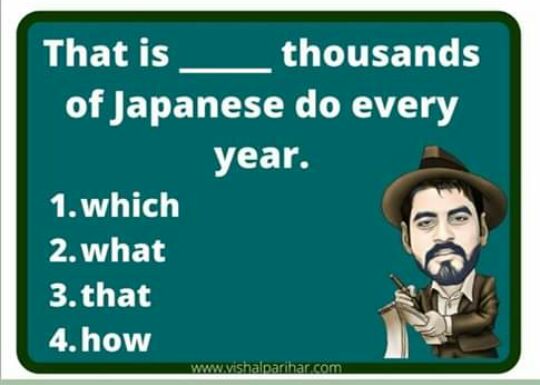 That is _____ thousands
of Japanese do every
year.
1. which
2. what
3. that
4. how
www.vishalparihar.com